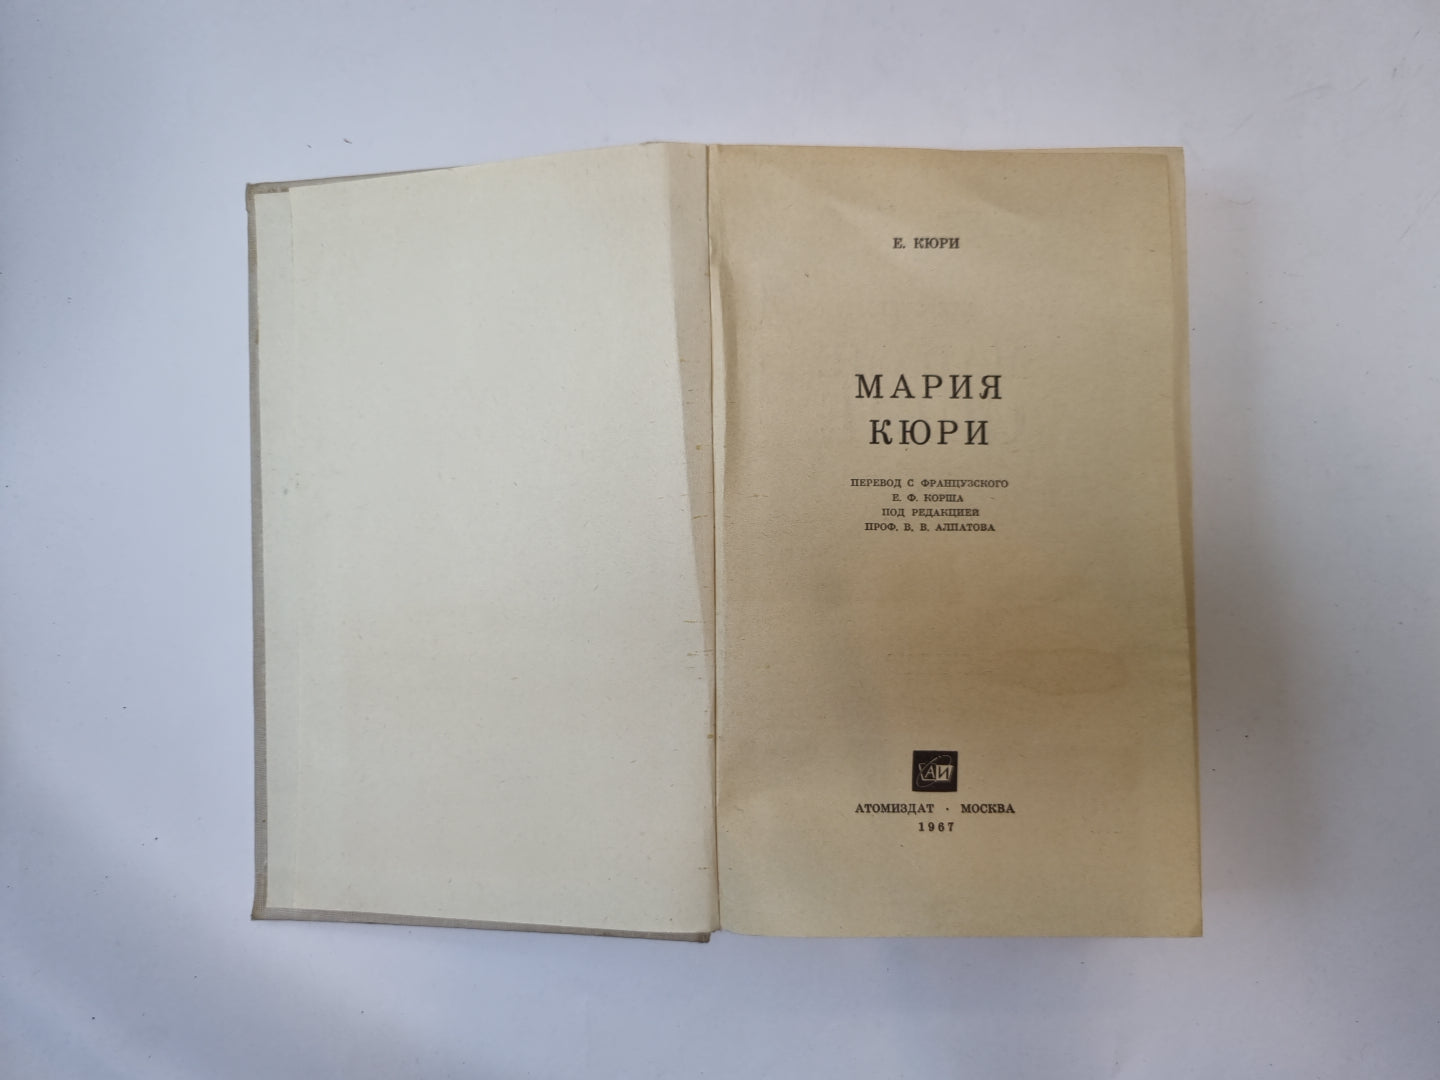 Е. КЮРИ
МАРИЯ
КЮРИ
ПЕРЕВОД С ФРАНЦУЗСКОГО
Е. Ф. КОРША
ПОД РЕДАКЦИЕЙ
ПРОФ. В. В. АЛПАТОВА
АИ
АТОМИЗДАТ · МОСКВА
1967